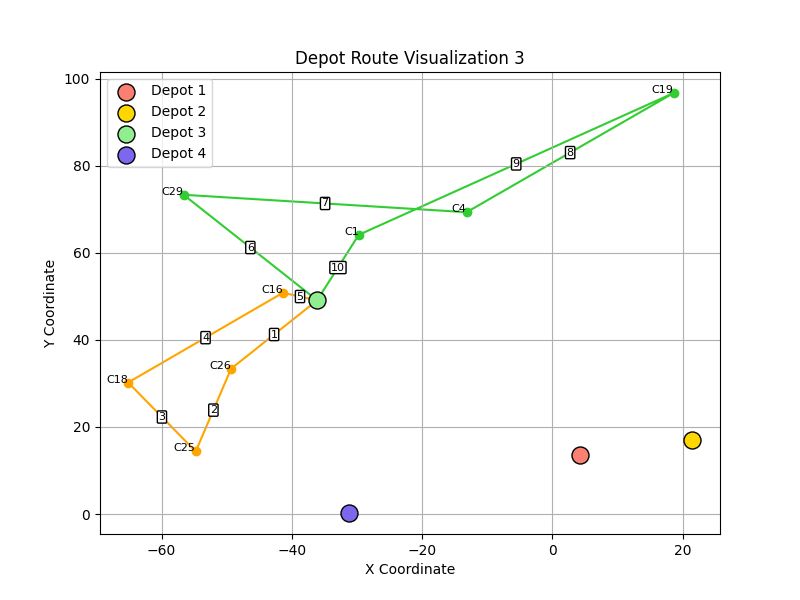 Depot Route Visualization 3
Depot 1
Depot 2
Depot 3
Depot 4
C19
C29
C4
C1
C16
C26
C18
C25
9
8
7
6
10
5
4
1
3
2
100
80
60
40
20
0
−60
−40
−20
0
20
Y Coordinate
X Coordinate